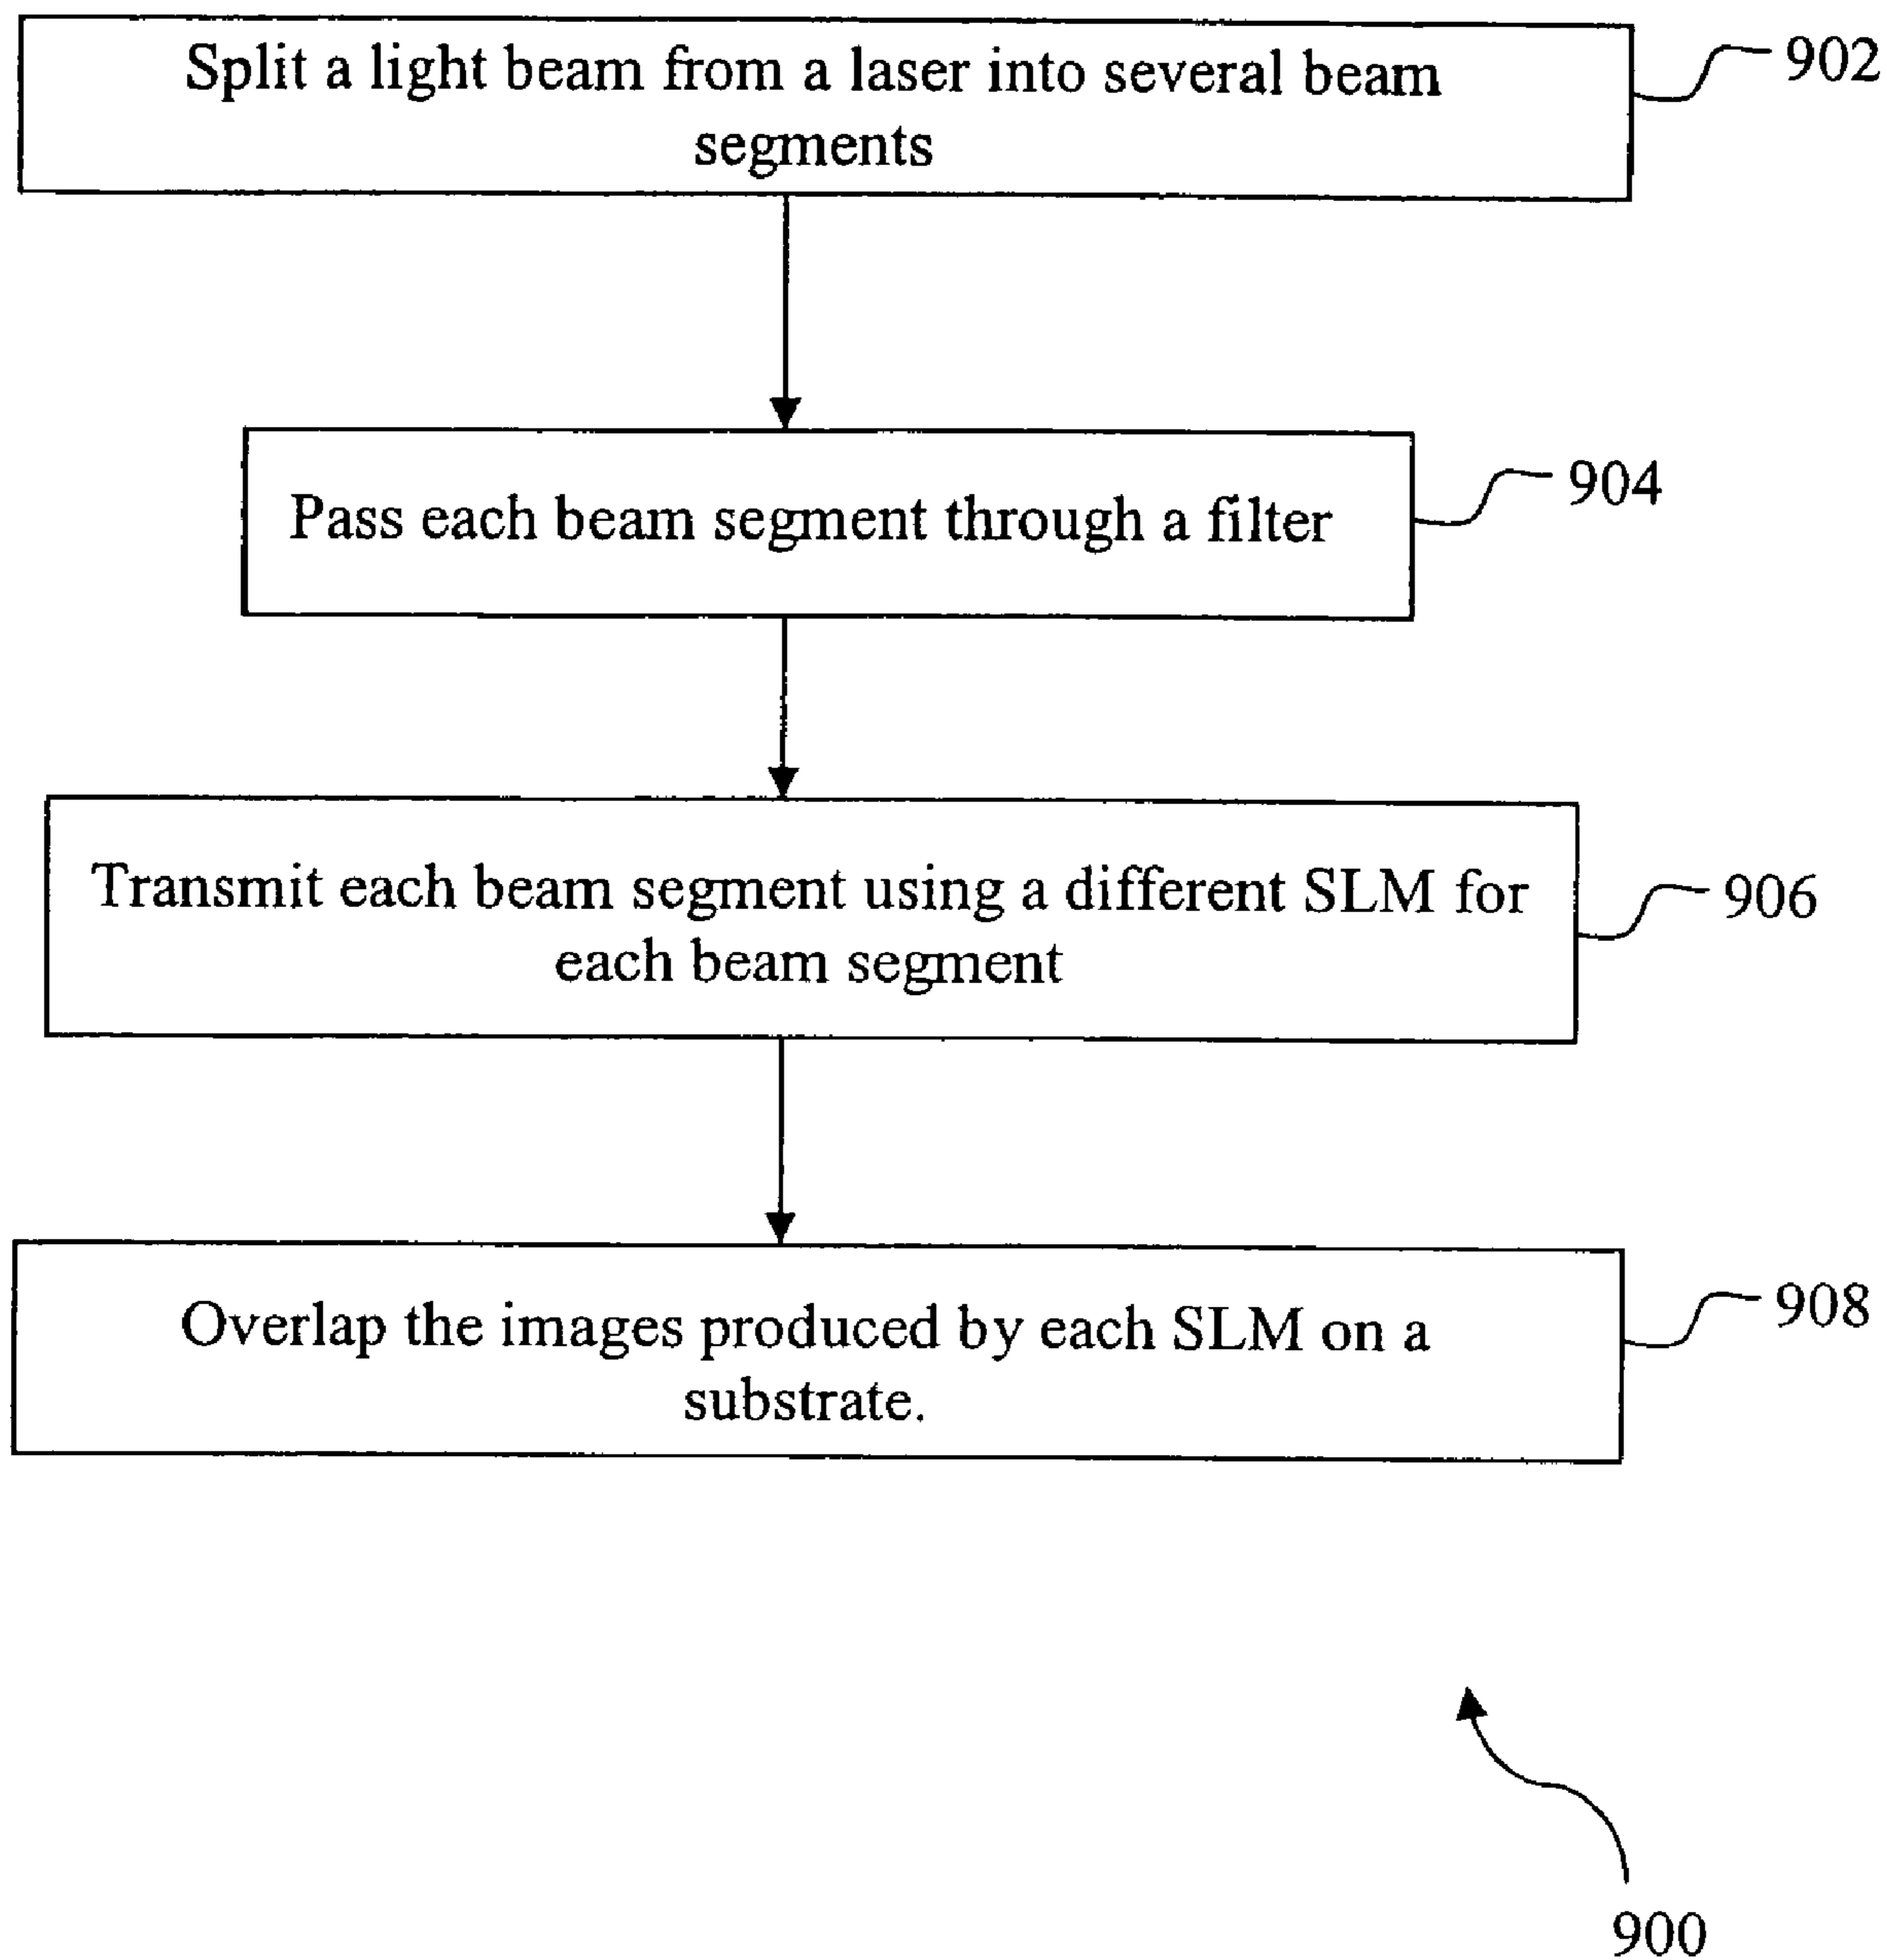 Split a light beam from a laser into several beam
segments
902
Pass each beam segment through a filter
904
Transmit each beam segment using a different SLM for
each beam segment
906
Overlap the images produced by each SLM on a
substrate.
908
900